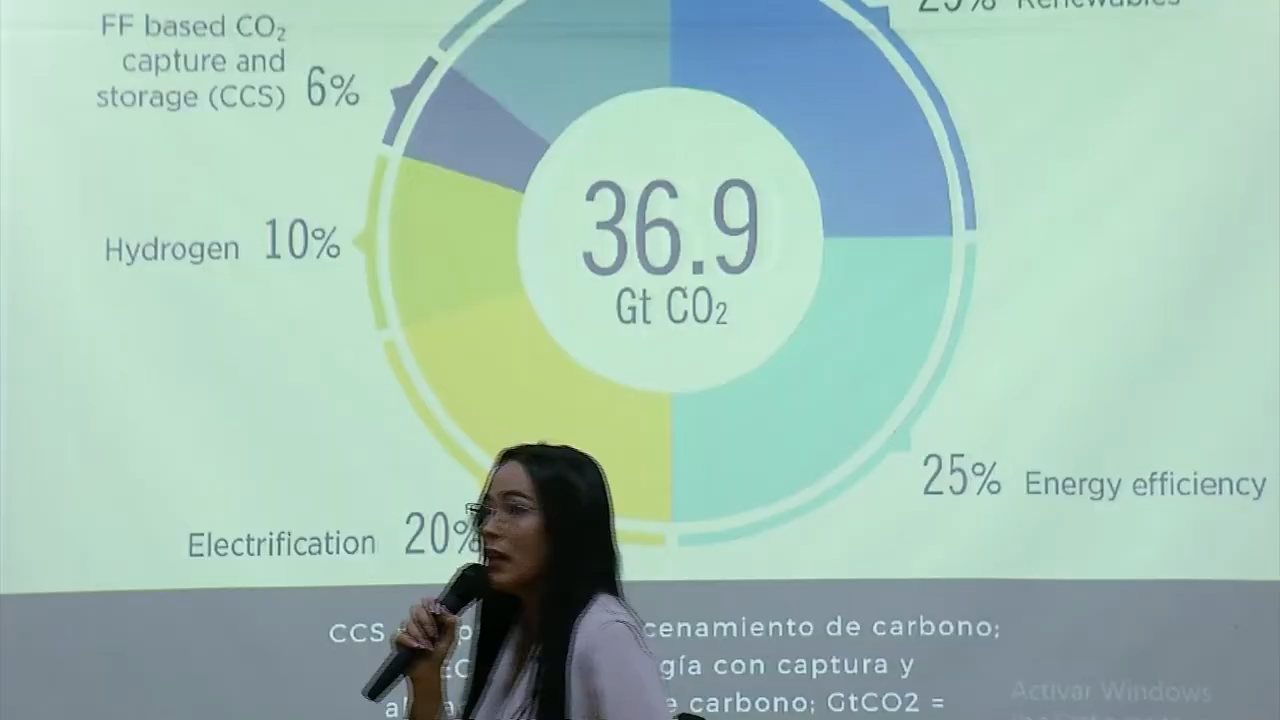 FF based CO₂
capture and
storage (CCS) 6%
25% Renewables
Hydrogen 10%
36.9
Gt CO₂
25% Energy efficiency
Electrification 20%
CCS cenamiento de carbono;
gía con captura y
carbono; GtCO2 =
Activar Windows